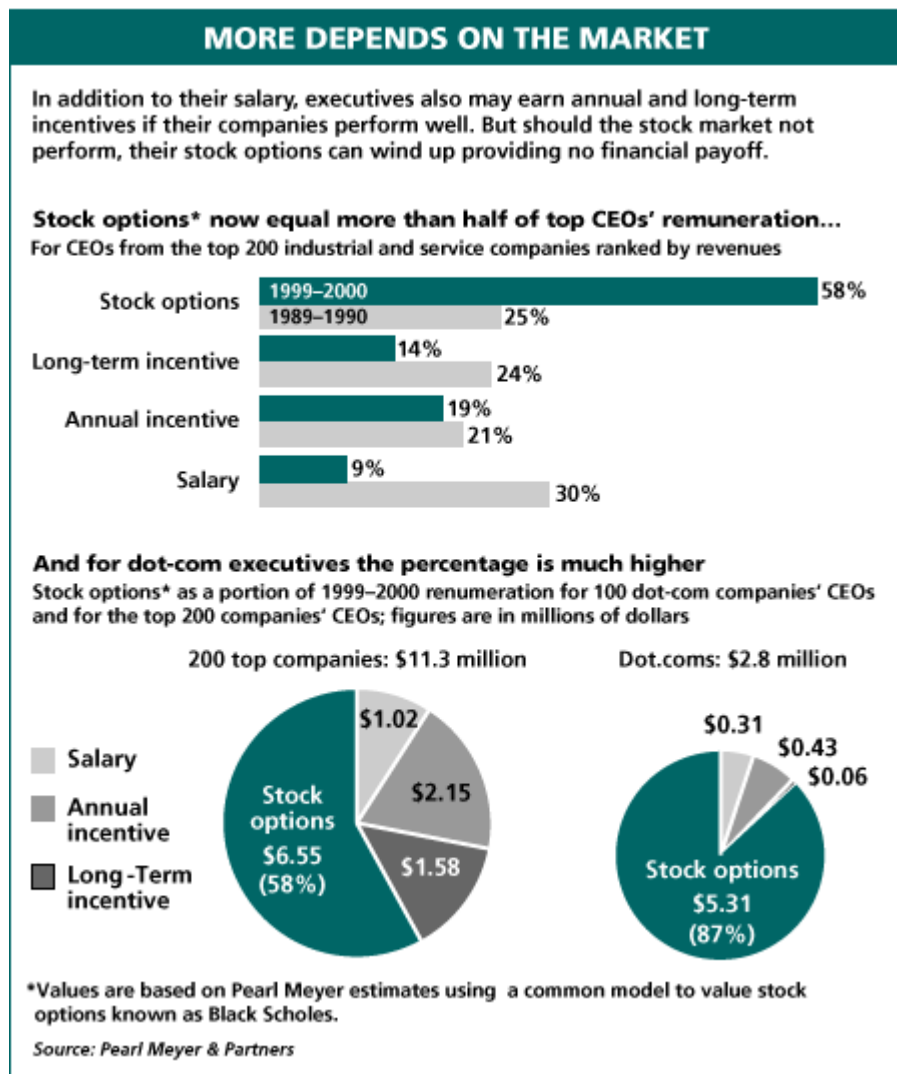 MORE DEPENDS ON THE MARKET
In addition to their salary, executives also may earn annual and long-term
incentives if their companies perform well. But should the stock market not
perform, their stock options can wind up providing no financial payoff.
Stock options* now equal more than half of top CEOs' remuneration...
For CEOs from the top 200 industrial and service companies ranked by revenues
Stock options
1999–2000
58%
1989–1990
25%
Long-term incentive
14%
24%
Annual incentive
19%
21%
Salary
9%
30%
And for dot-com executives the percentage is much higher
Stock options* as a portion of 1999–2000 renumeration for 100 dot-com companies' CEOs
and for the top 200 companies' CEOs; figures are in millions of dollars
200 top companies: $11.3 million
Dot.coms: $2.8 million
Salary
Annual
incentive
Long-Term
incentive
$1.02
$2.15
$1.58
Stock
options
$6.55
(58%)
$0.31
$0.43
$0.06
Stock options
$5.31
(87%)
*Values are based on Pearl Meyer estimates using a common model to value stock
options known as Black Scholes.
Source: Pearl Meyer & Partners